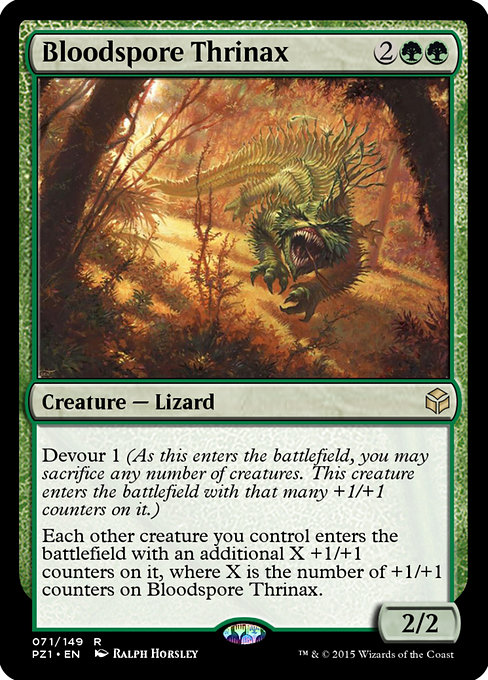 Bloodspore Thrinax 2
Creature — Lizard
Devour 1 (As this enters the battlefield, you may
sacrifice any number of creatures. This creature
enters the battlefield with that many +1/+1
counters on it.)
Each other creature you control enters the
battlefield with an additional X +1/+1
counters on it, where X is the number of +1/+1
counters on Bloodspore Thrinax.
2/2
071/149 R
PZ1 • EN RALPH HORSLEY
™ & © 2015 Wizards of the Coast